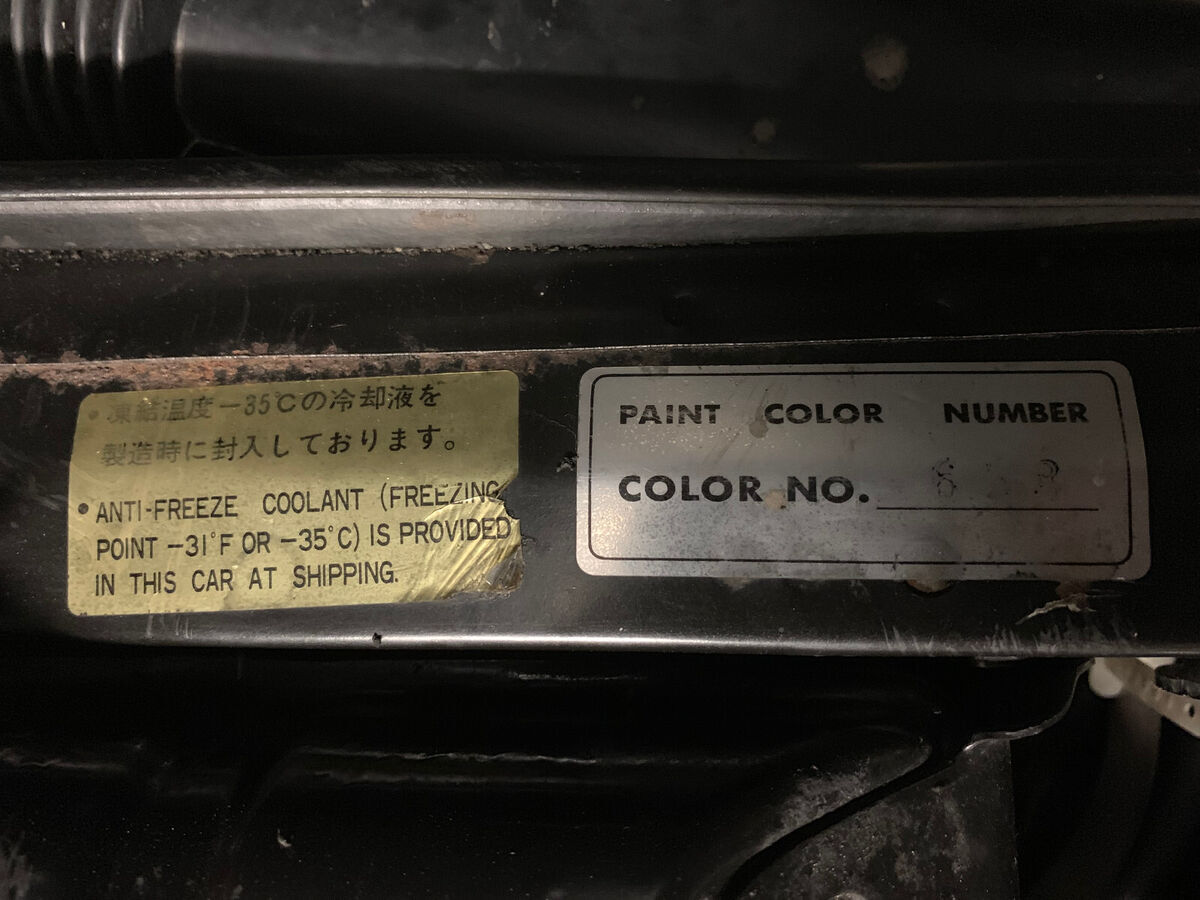 • 凍結温度－35℃の冷却液を
製造時に封入しております。
• ANTI-FREEZE COOLANT (FREEZING
POINT －31°F OR －35°C) IS PROVIDED
IN THIS CAR AT SHIPPING.
PAINT COLOR NUMBER
COLOR NO.